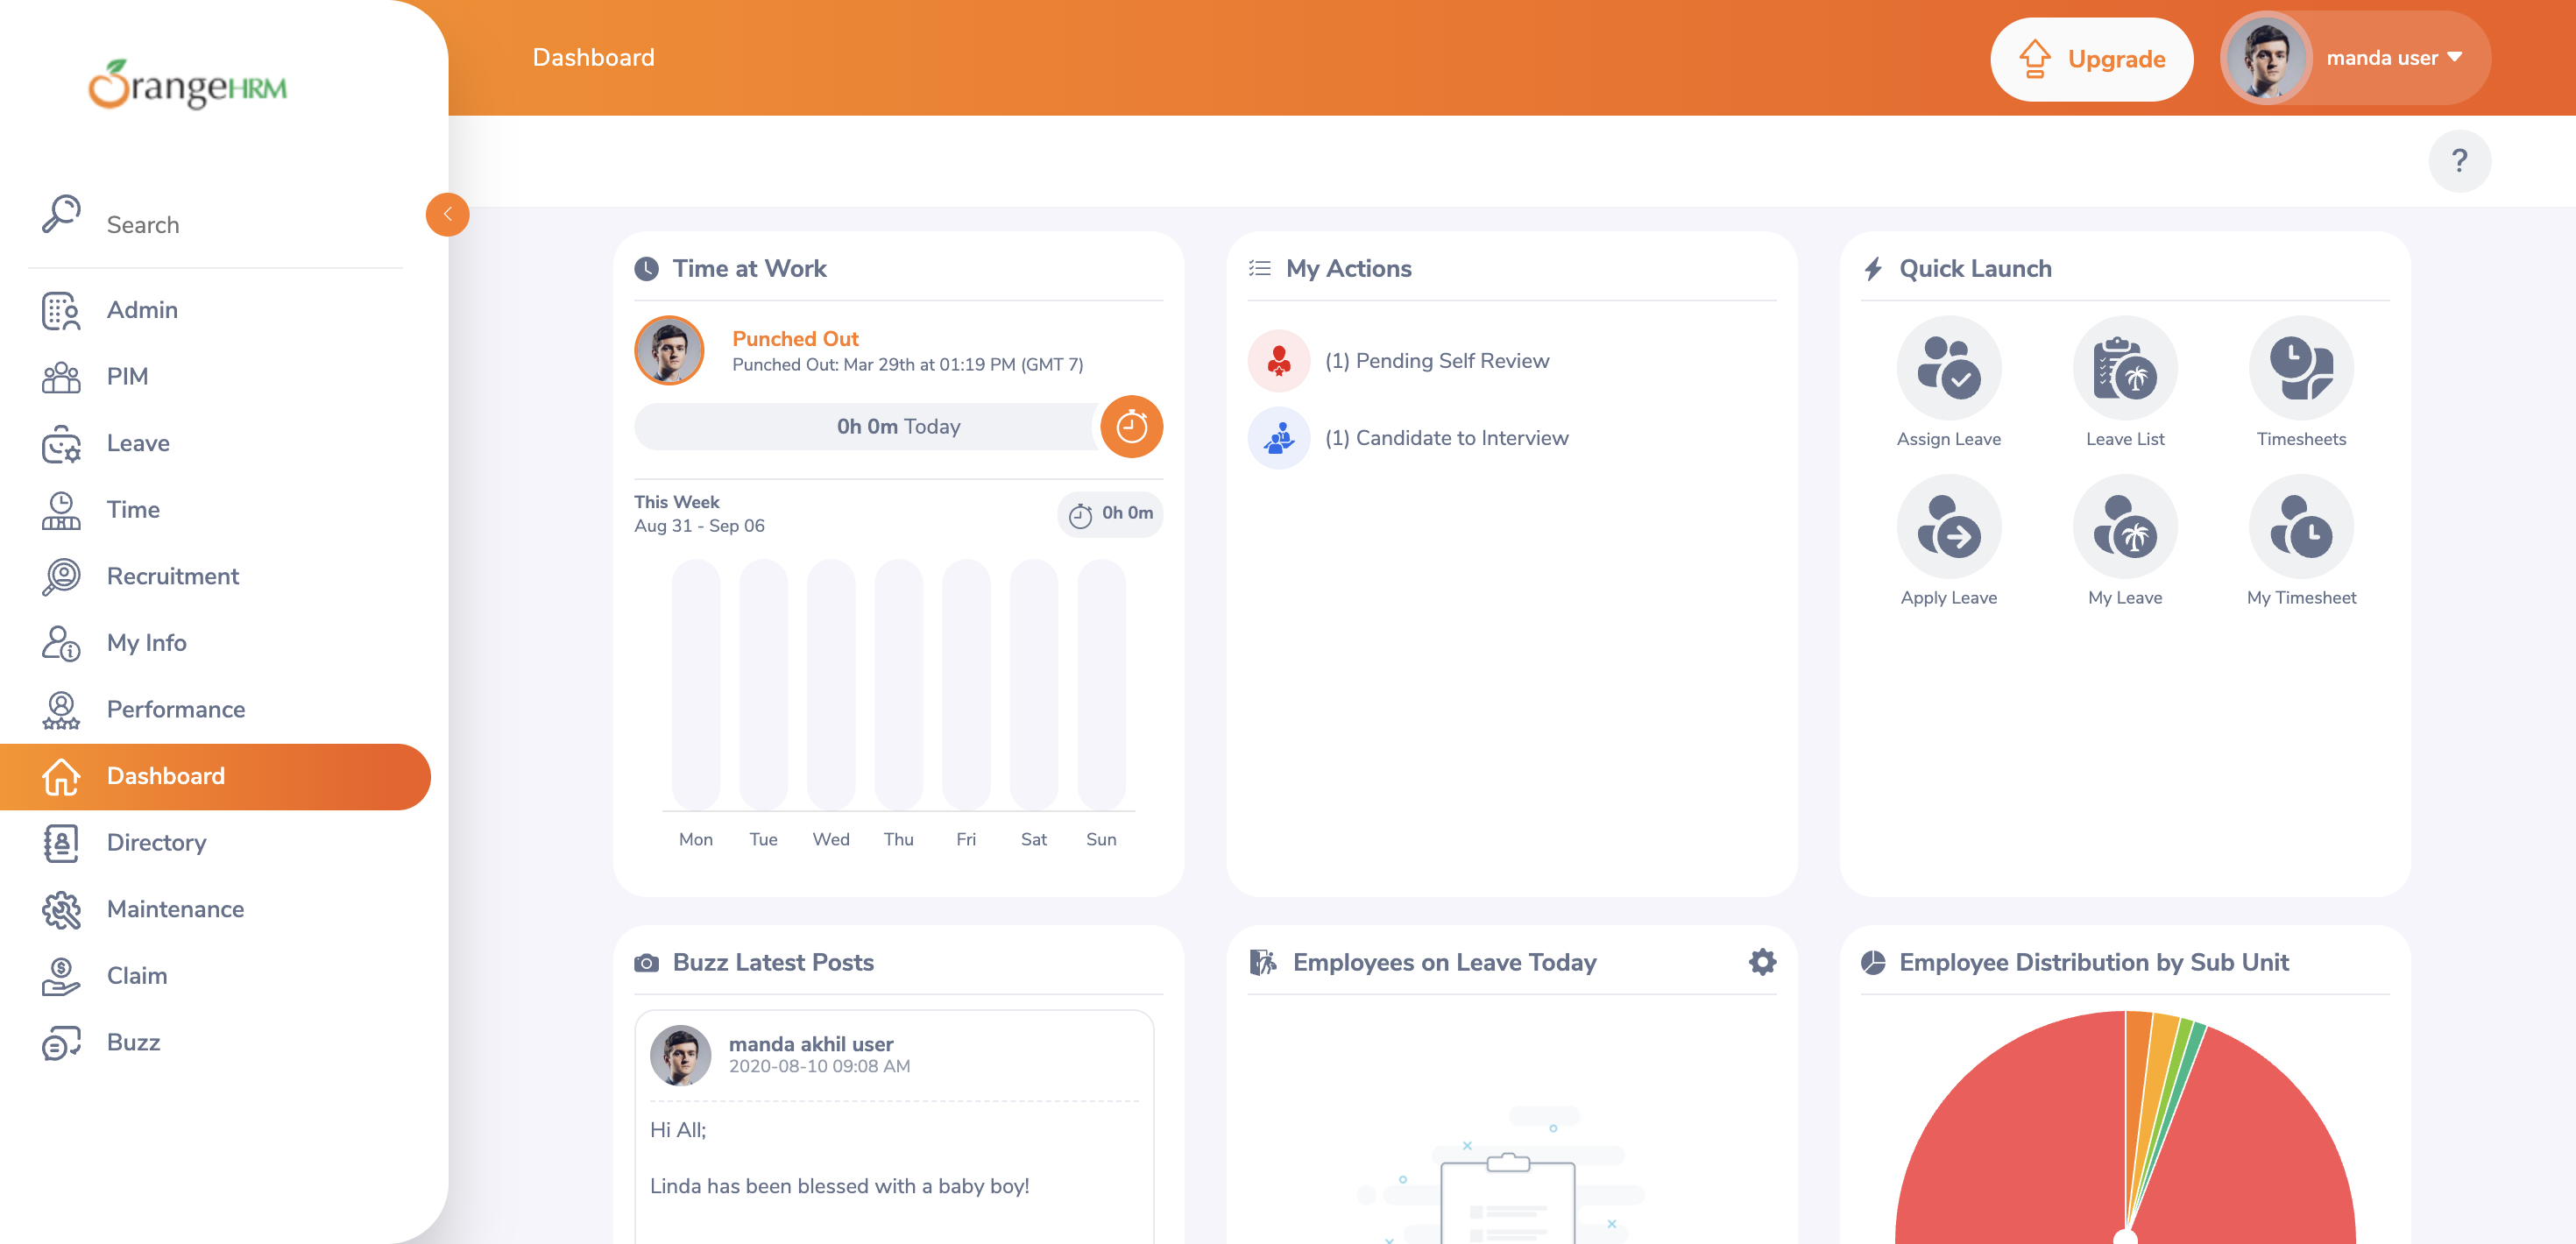 OrangeHRM
Search
Admin
PIM
Leave
Time
Recruitment
My Info
Performance
Dashboard
Directory
Maintenance
Claim
Buzz
Dashboard
Upgrade
manda user
?
Time at Work
Punched Out
Punched Out: Mar 29th at 01:19 PM (GMT 7)
0h 0m Today
This Week
Aug 31 - Sep 06
0h 0m
Mon Tue Wed Thu Fri Sat Sun
My Actions
(1) Pending Self Review
(1) Candidate to Interview
Quick Launch
Assign Leave
Leave List
Timesheets
Apply Leave
My Leave
My Timesheet
Buzz Latest Posts
manda akhil user
2020-08-10 09:08 AM
Hi All;
Linda has been blessed with a baby boy!
Employees on Leave Today
Employee Distribution by Sub Unit